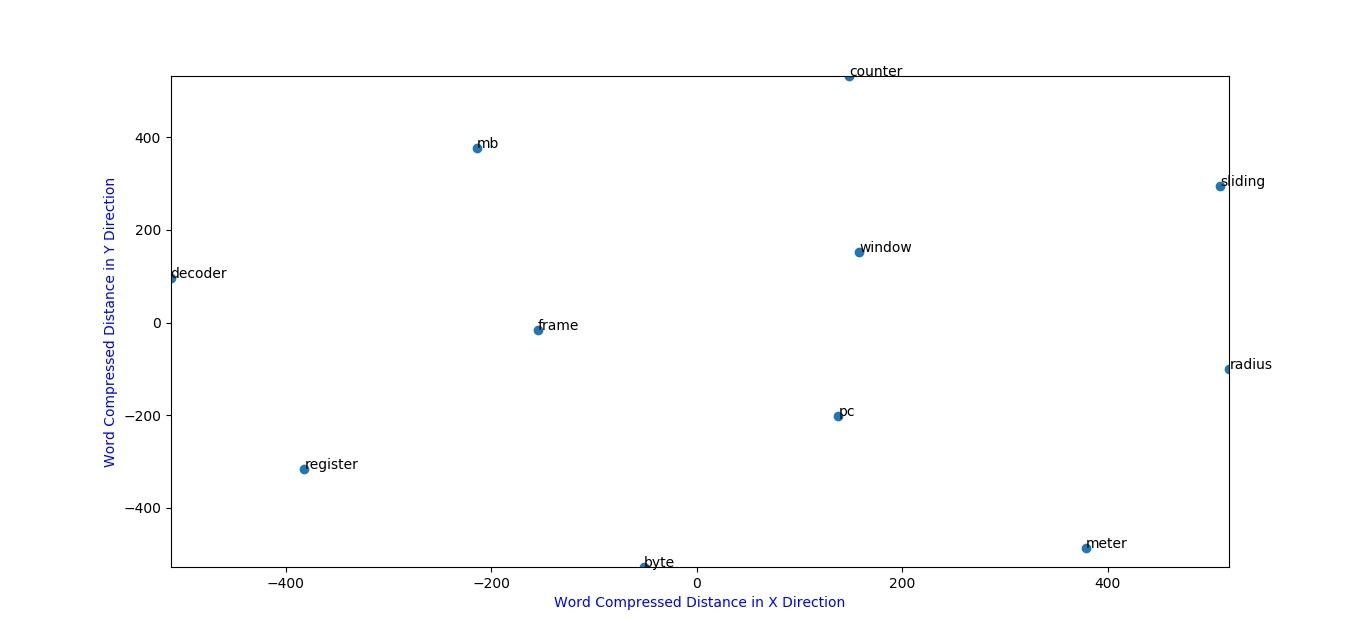 counter
400
mb
sliding
Word Compressed Distance in Y Direction
200
window
decoder
0
frame
radius
−200
pc
register
−400
meter
byte
−400 −200 0 200 400
Word Compressed Distance in X Direction